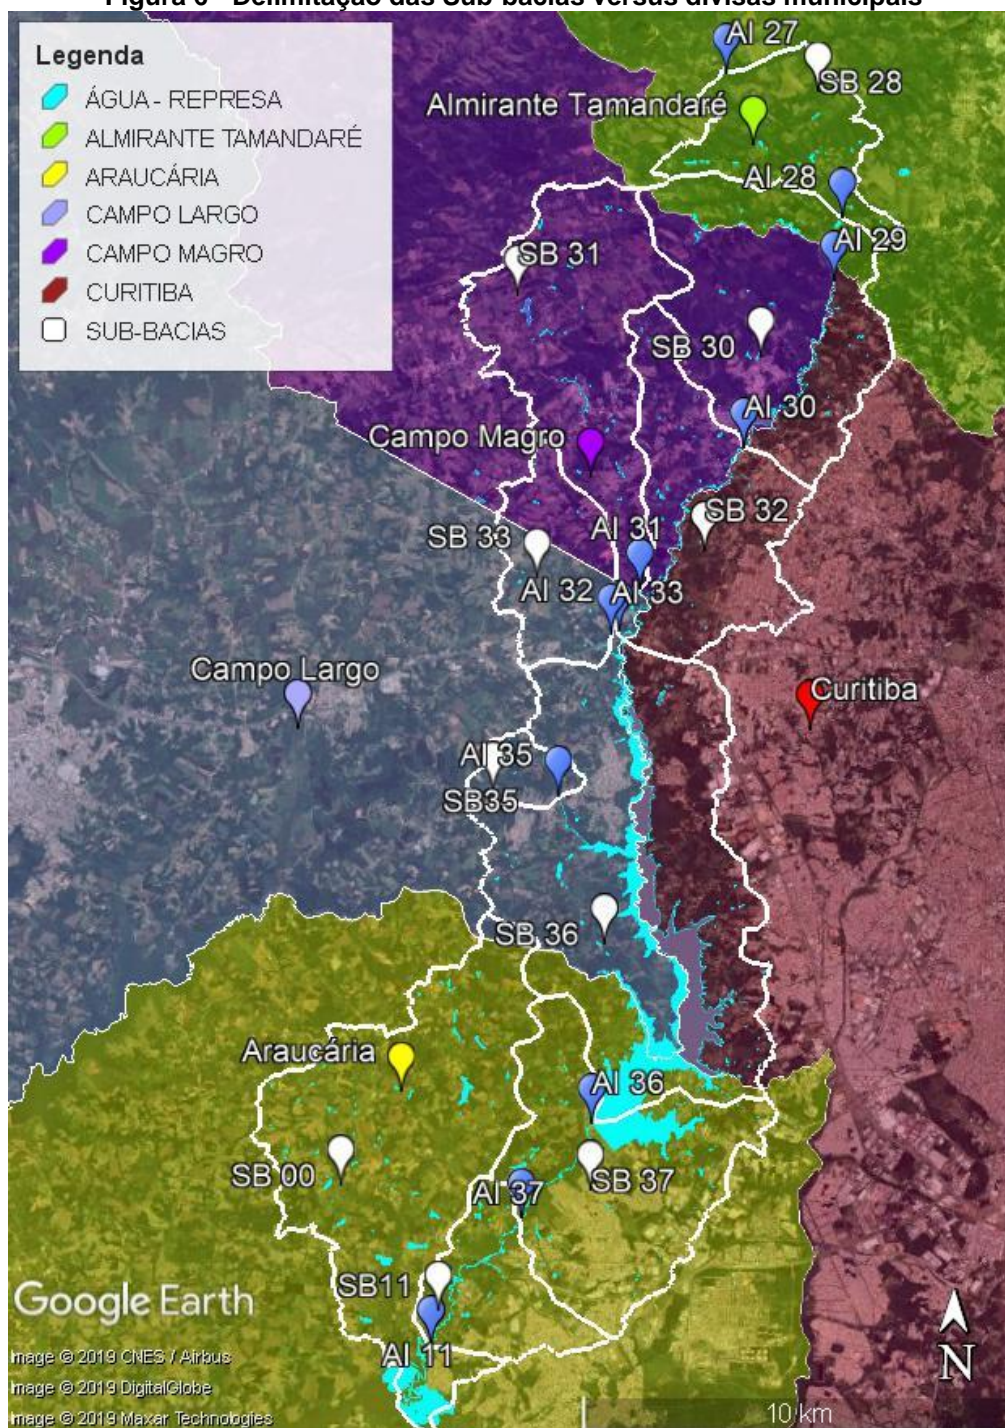 Figura 6 - Delimitação das Sub-bacias versus divisas municipais
Legenda
ÁGUA - REPRESA
ALMIRANTE TAMANDARÉ
ARAUCÁRIA
CAMPO LARGO
CAMPO MAGRO
CURITIBA
SUB-BACIAS
AI 27
SB 28
Almirante Tamandaré
AI 28
AI 29
SB 31
SB 30
AI 30
Campo Magro
SB 32
AI 31
SB 33
AI 32
AI 33
Campo Largo
Curitiba
AI 35
SB35
SB 36
Araucária
AI 36
SB 00
SB 37
AI 37
SB11
Google Earth
AI 11
Image © 2019 CNES / Airbus
Image © 2019 DigitalGlobe
Image © 2019 Maxar Technologies
N
10 km